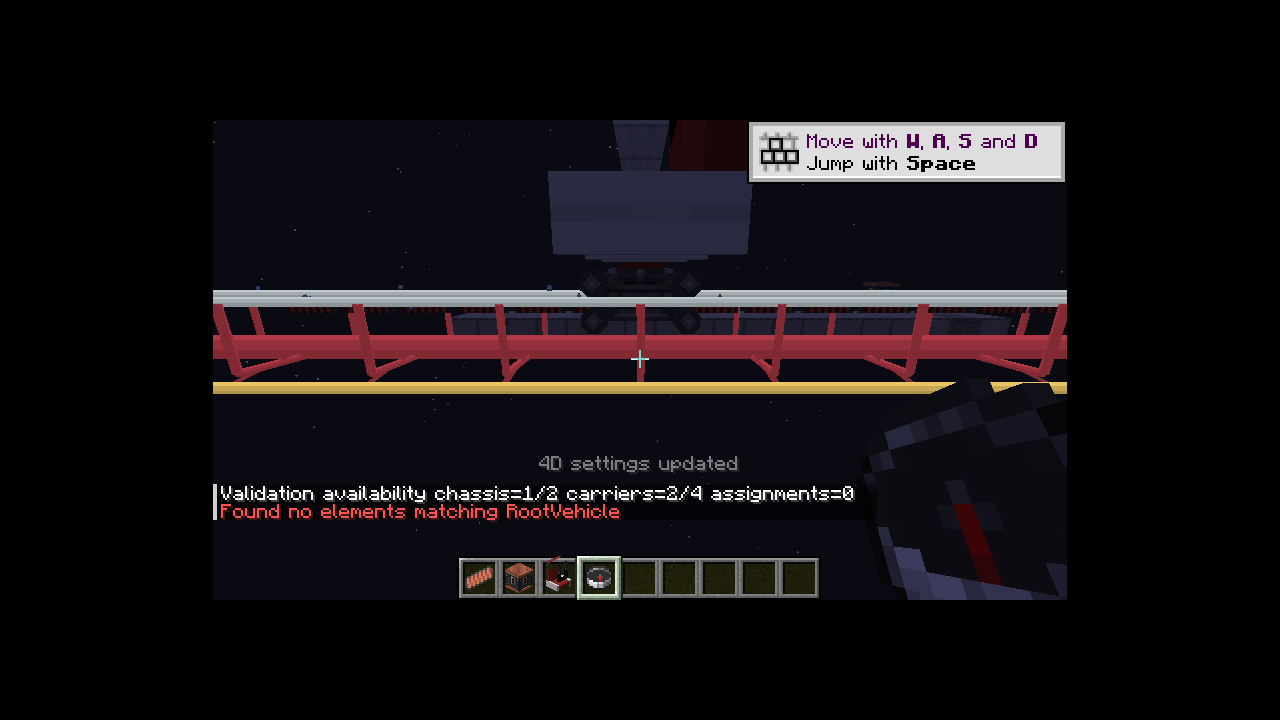 Move with W, A, S and D
Jump with Space
4D settings updated
Validation availability chassis=1/2 carriers=2/4 assignments=0
Found no elements matching RootVehicle